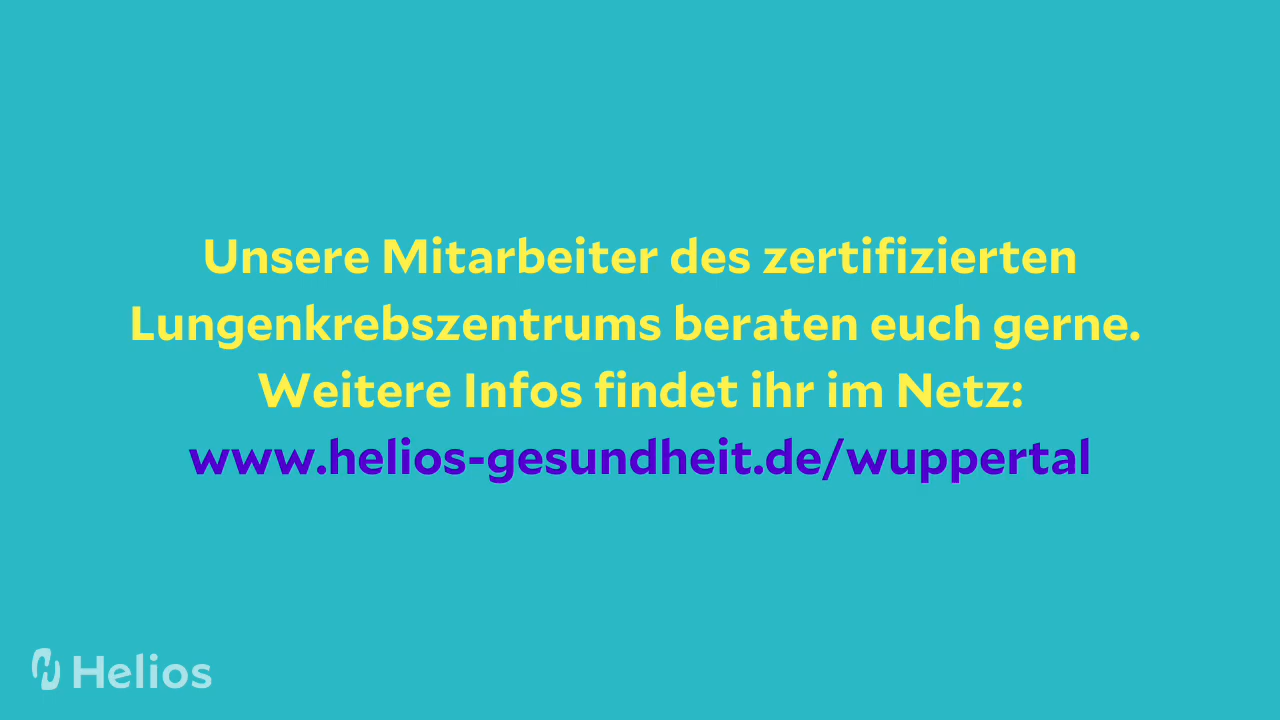 Unsere Mitarbeiter des zertifizierten
Lungenkrebszentrums beraten euch gerne.
Weitere Infos findet ihr im Netz:
www.helios-gesundheit.de/wuppertal
Helios